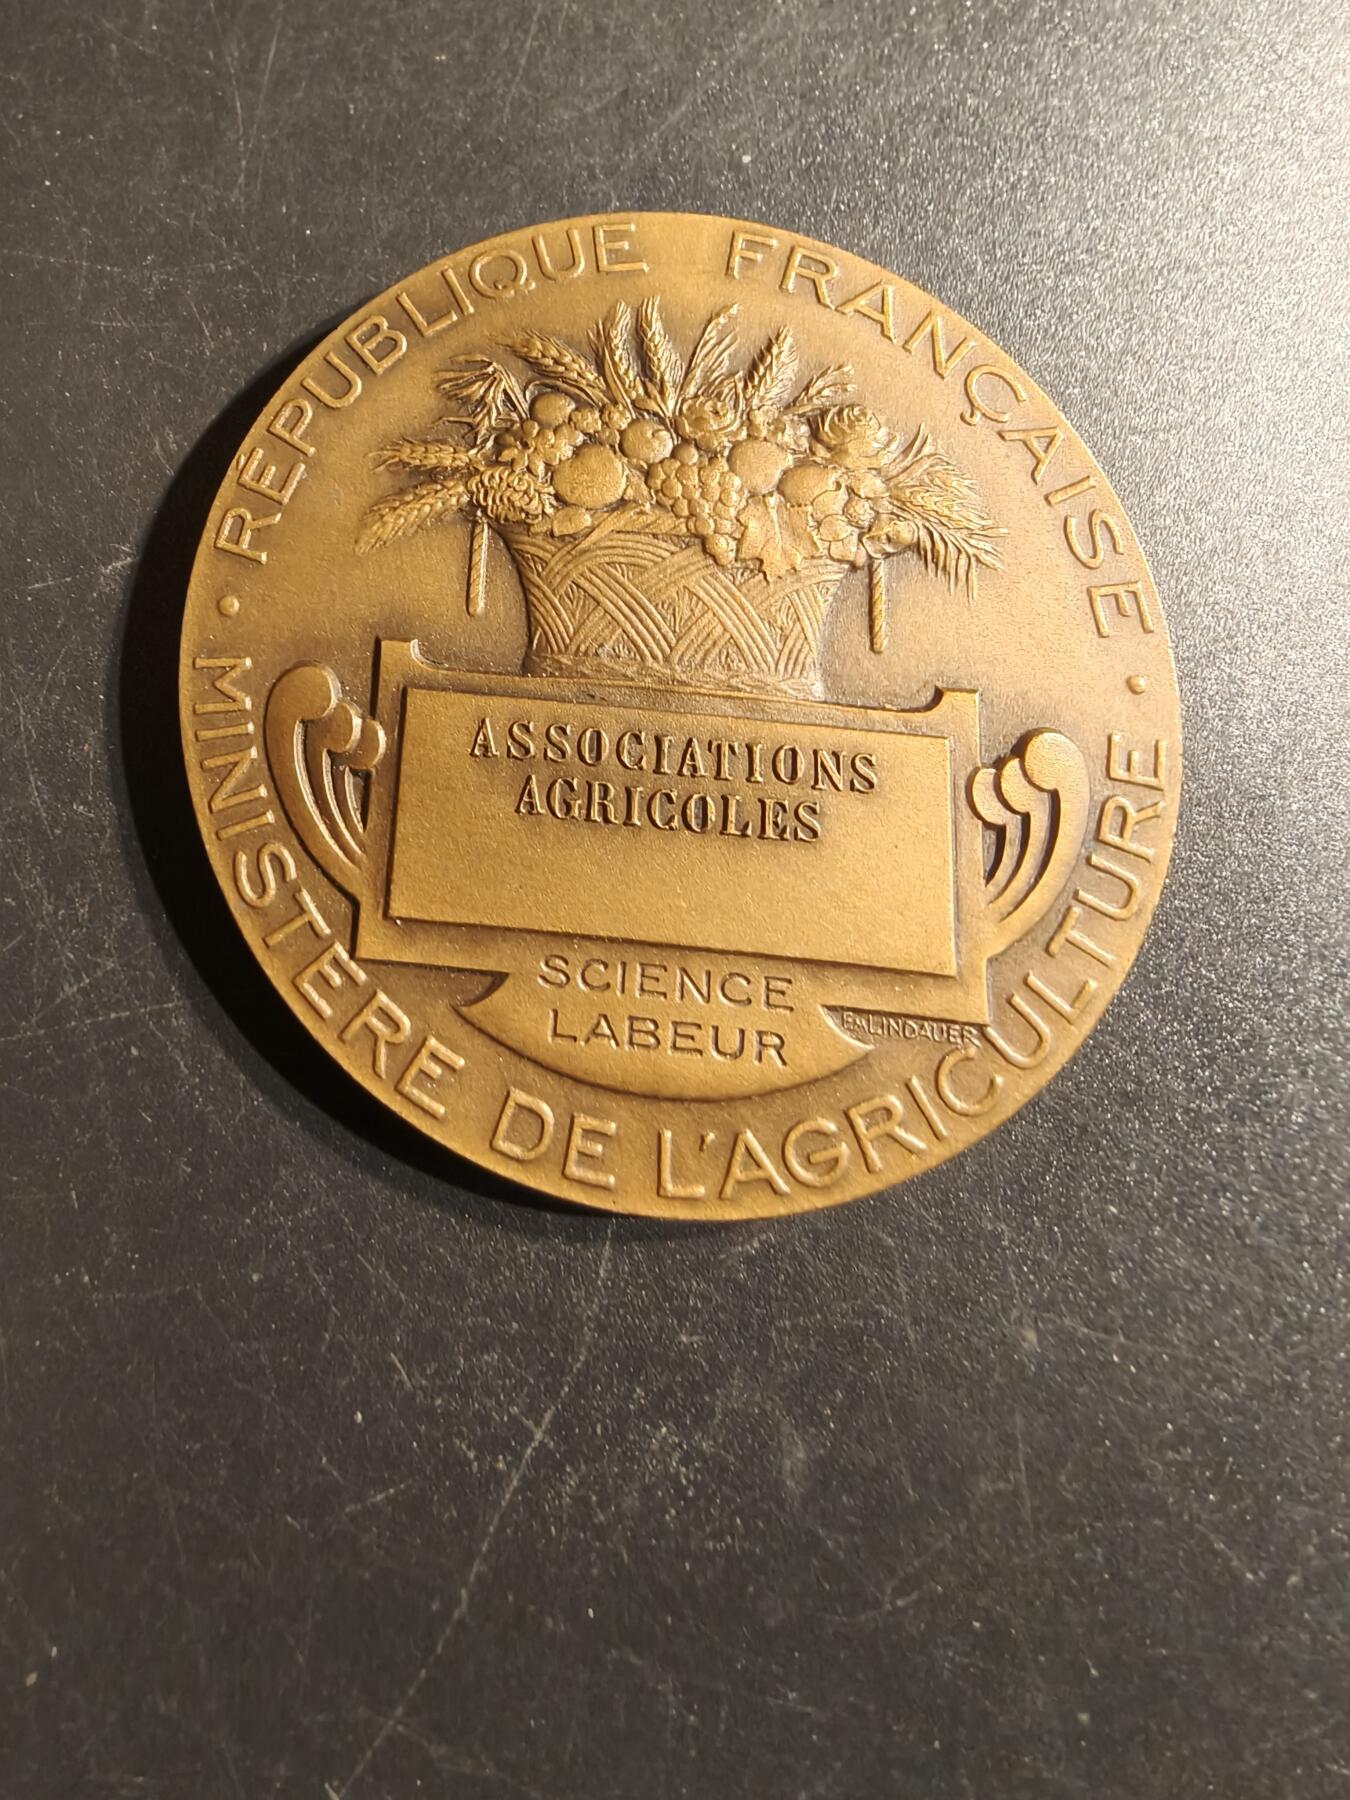 · RÉPUBLIQUE FRANÇAISE ·
ASSOCIATIONS
AGRICOLES
SCIENCE
LABEUR
LINDAUER
MINISTERE DE L'AGRICULTURE